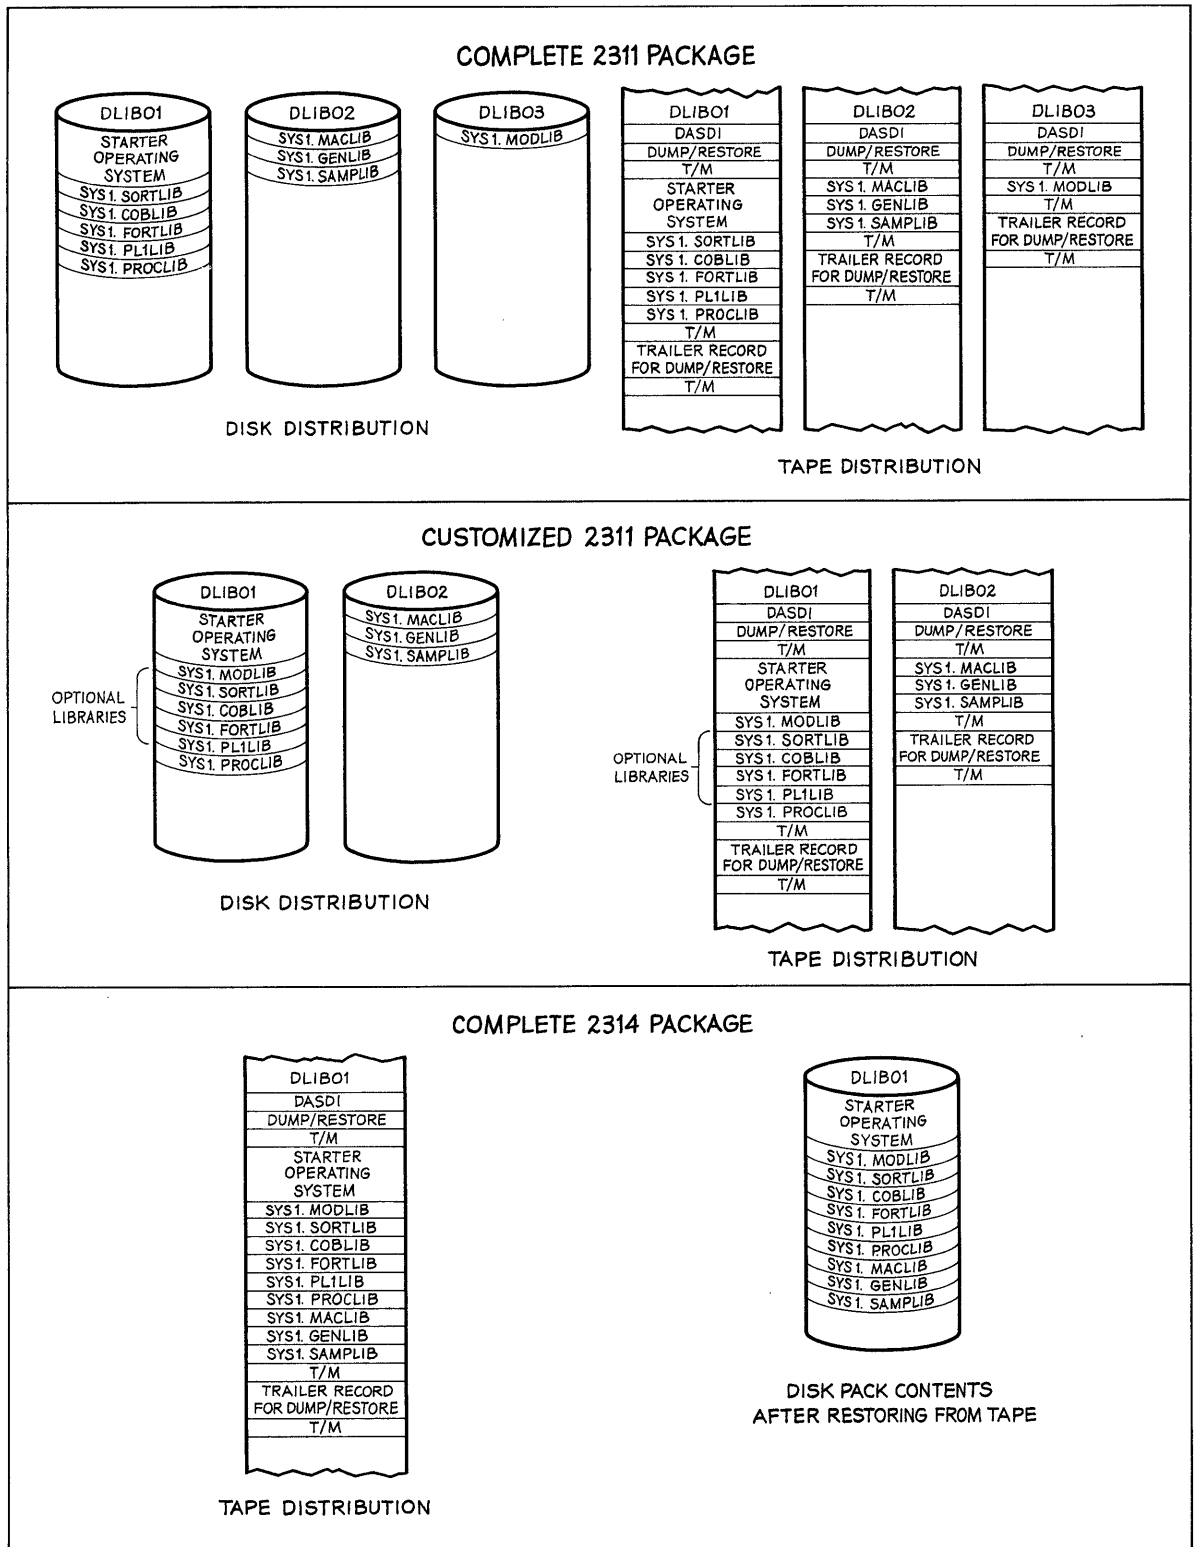 COMPLETE 2311 PACKAGE
DLIB01
STARTER
OPERATING
SYSTEM
SYS1. SORTLIB
SYS1. COBLIB
SYS1. FORTLIB
SYS1. PL1LIB
SYS1. PROCLIB
DLIB02
SYS1. MACLIB
SYS1. GENLIB
SYS1. SAMPLIB
DLIB03
SYS1. MODLIB
DISK DISTRIBUTION
DLIB01
DASDI
DUMP/RESTORE
T/M
STARTER
OPERATING
SYSTEM
SYS1. SORTLIB
SYS1. COBLIB
SYS1. FORTLIB
SYS1. PL1LIB
SYS1. PROCLIB
T/M
TRAILER RECORD
FOR DUMP/RESTORE
T/M
DLIB02
DASDI
DUMP/RESTORE
T/M
SYS1. MACLIB
SYS1. GENLIB
SYS1. SAMPLIB
T/M
TRAILER RECORD
FOR DUMP/RESTORE
T/M
DLIB03
DASDI
DUMP/RESTORE
T/M
SYS1. MODLIB
T/M
TRAILER RECORD
FOR DUMP/RESTORE
T/M
TAPE DISTRIBUTION
CUSTOMIZED 2311 PACKAGE
OPTIONAL
LIBRARIES
DLIB01
STARTER
OPERATING
SYSTEM
SYS1. MODLIB
SYS1. SORTLIB
SYS1. COBLIB
SYS1. FORTLIB
SYS1. PL1LIB
SYS1. PROCLIB
DLIB02
SYS1. MACLIB
SYS1. GENLIB
SYS1. SAMPLIB
DISK DISTRIBUTION
OPTIONAL
LIBRARIES
DLIB01
DASDI
DUMP/RESTORE
T/M
STARTER
OPERATING
SYSTEM
SYS1. MODLIB
SYS1. SORTLIB
SYS1. COBLIB
SYS1. FORTLIB
SYS1. PL1LIB
SYS1. PROCLIB
T/M
TRAILER RECORD
FOR DUMP/RESTORE
T/M
DLIB02
DASDI
DUMP/RESTORE
T/M
SYS1. MACLIB
SYS1. GENLIB
SYS1. SAMPLIB
T/M
TRAILER RECORD
FOR DUMP/RESTORE
T/M
TAPE DISTRIBUTION
COMPLETE 2314 PACKAGE
DLIB01
DASDI
DUMP/RESTORE
T/M
STARTER
OPERATING
SYSTEM
SYS1. MODLIB
SYS1. SORTLIB
SYS1. COBLIB
SYS1. FORTLIB
SYS1. PL1LIB
SYS1. PROCLIB
SYS1. MACLIB
SYS1. GENLIB
SYS1. SAMPLIB
T/M
TRAILER RECORD
FOR DUMP/RESTORE
T/M
TAPE DISTRIBUTION
DLIB01
STARTER
OPERATING
SYSTEM
SYS1. MODLIB
SYS1. SORTLIB
SYS1. COBLIB
SYS1. FORTLIB
SYS1. PL1LIB
SYS1. PROCLIB
SYS1. MACLIB
SYS1. GENLIB
SYS1. SAMPLIB
DISK PACK CONTENTS
AFTER RESTORING FROM TAPE